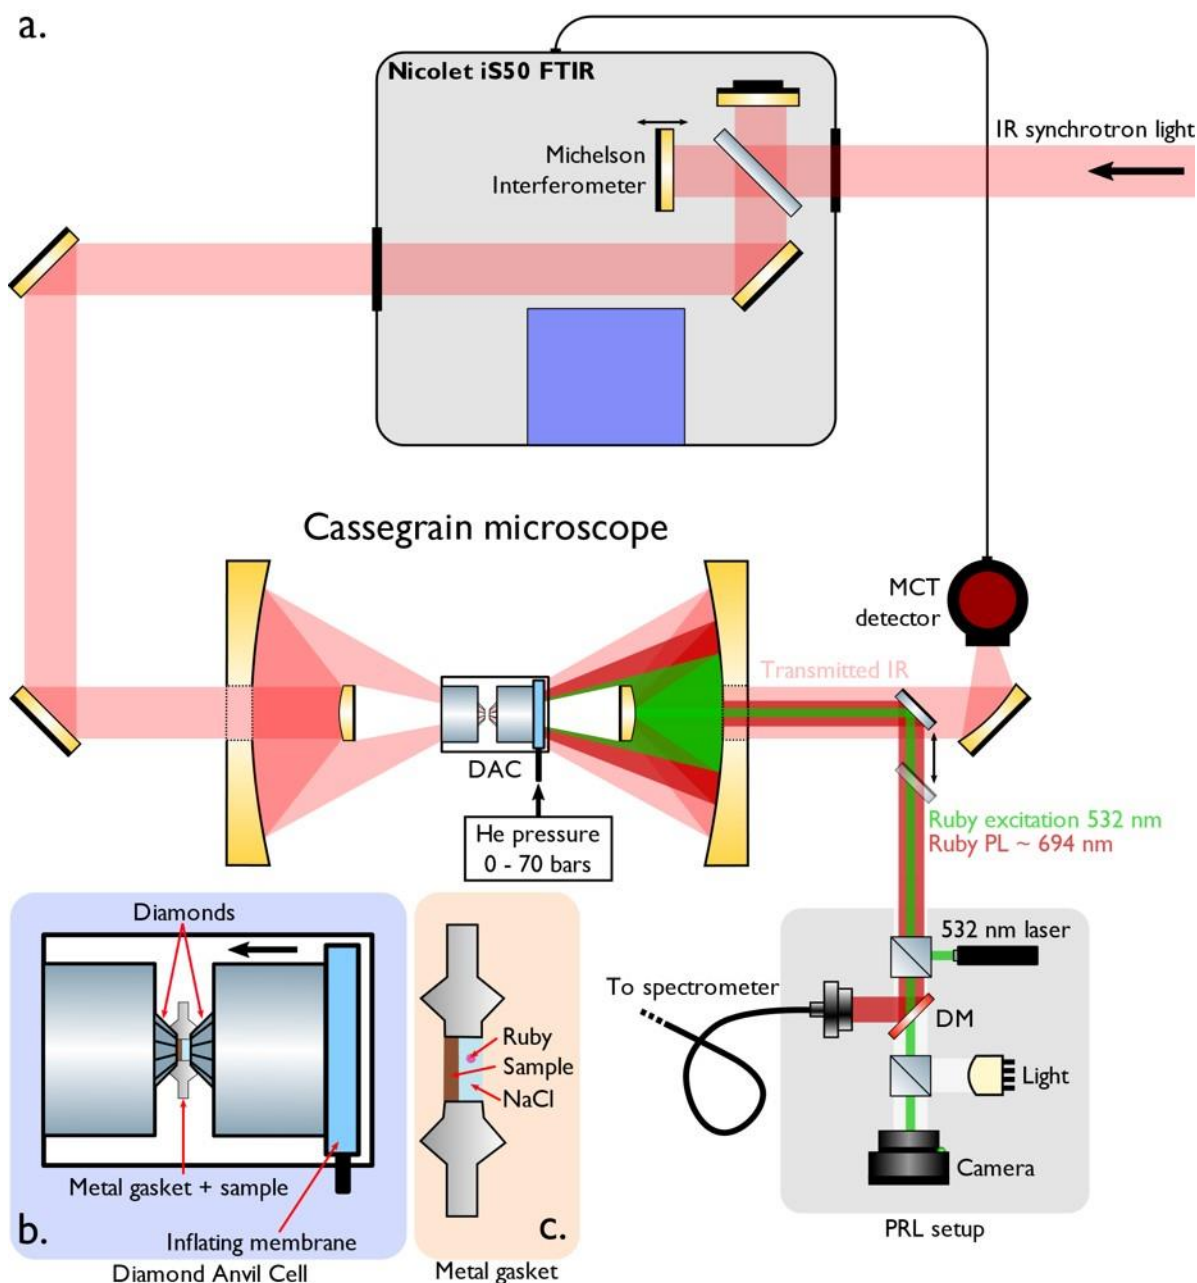 a.
Nicolet iS50 FTIR
IR synchrotron light
Michelson
Interferometer
Cassegrain microscope
MCT
detector
Transmitted IR
DAC
He pressure
0 - 70 bars
Ruby excitation 532 nm
Ruby PL ~ 694 nm
Diamonds
Metal gasket + sample
Inflating membrane
b.
Diamond Anvil Cell
Ruby
Sample
NaCl
c.
Metal gasket
532 nm laser
To spectrometer
DM
Light
Camera
PRL setup